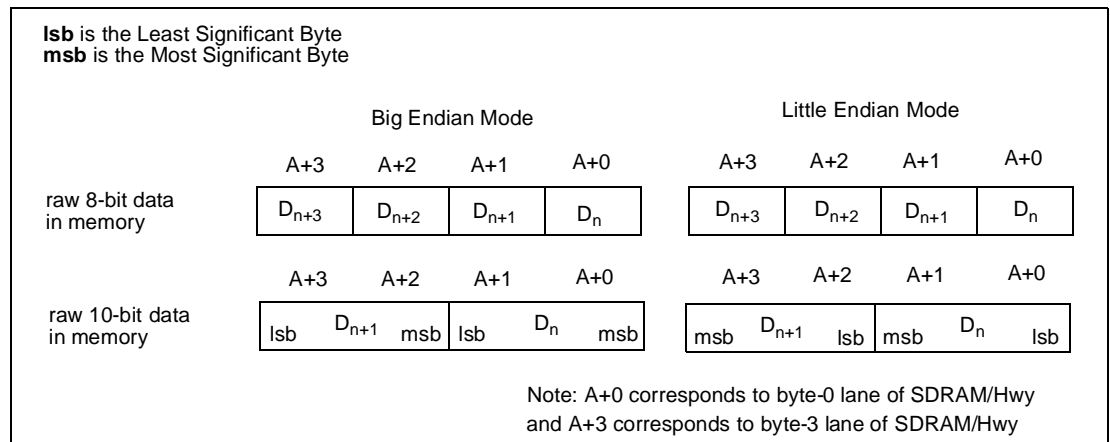 lsb is the Least Significant Byte
msb is the Most Significant Byte
Big Endian Mode
Little Endian Mode
A+3 A+2 A+1 A+0 A+3 A+2 A+1 A+0
raw 8-bit data
in memory
Dn+3 Dn+2 Dn+1 Dn Dn+3 Dn+2 Dn+1 Dn
A+3 A+2 A+1 A+0 A+3 A+2 A+1 A+0
raw 10-bit data
in memory
lsb Dn+1 msb lsb Dn msb msb Dn+1 lsb msb Dn lsb
Note: A+0 corresponds to byte-0 lane of SDRAM/Hwy
and A+3 corresponds to byte-3 lane of SDRAM/Hwy